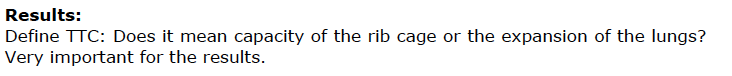 Results:
Define TTC: Does it mean capacity of the rib cage or the expansion of the lungs?
Very important for the results.